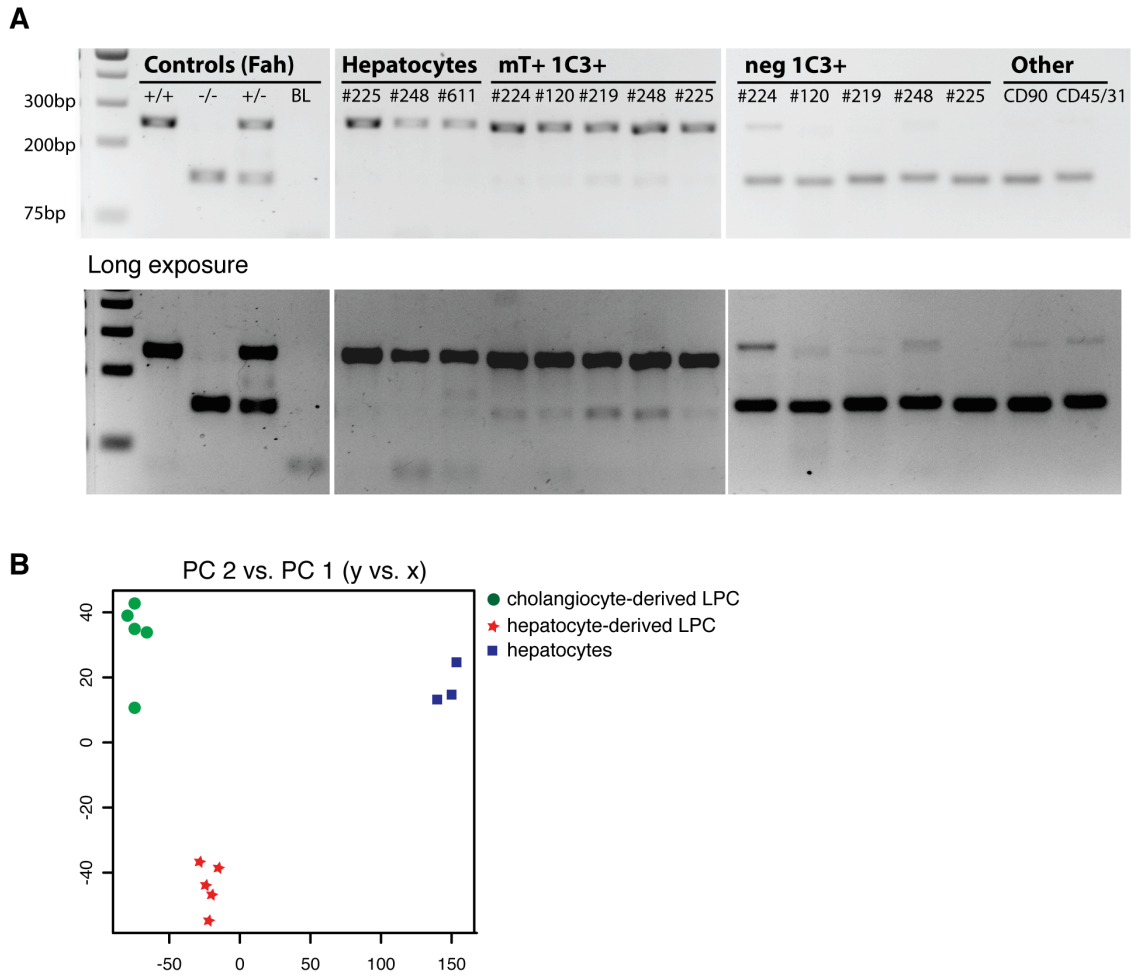 A
Controls (Fah) Hepatocytes mT+ 1C3+ neg 1C3+ Other
+/+ -/- +/- BL #225 #248 #611 #224 #120 #219 #248 #225 #224 #120 #219 #248 #225 CD90 CD45/31
300bp
200bp
75bp
Long exposure
B
PC 2 vs. PC 1 (y vs. x)
cholangiocyte-derived LPC
hepatocyte-derived LPC
hepatocytes
40
20
0
-20
-40
-50 0 50 100 150